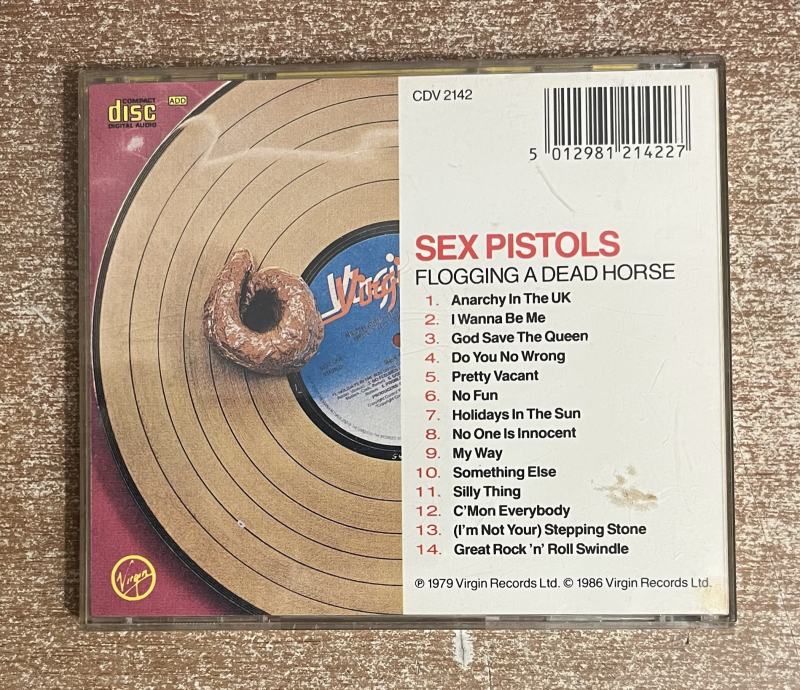 COMPACT
disc
DIGITAL AUDIO
ADD
CDV 2142
5 012981 214227
Virgin
SEX PISTOLS
FLOGGING A DEAD HORSE
1. Anarchy In The UK
2. I Wanna Be Me
3. God Save The Queen
4. Do You No Wrong
5. Pretty Vacant
6. No Fun
7. Holidays In The Sun
8. No One Is Innocent
9. My Way
10. Something Else
11. Silly Thing
12. C'Mon Everybody
13. (I'm Not Your) Stepping Stone
14. Great Rock 'n' Roll Swindle
Virgin
℗ 1979 Virgin Records Ltd. © 1986 Virgin Records Ltd.